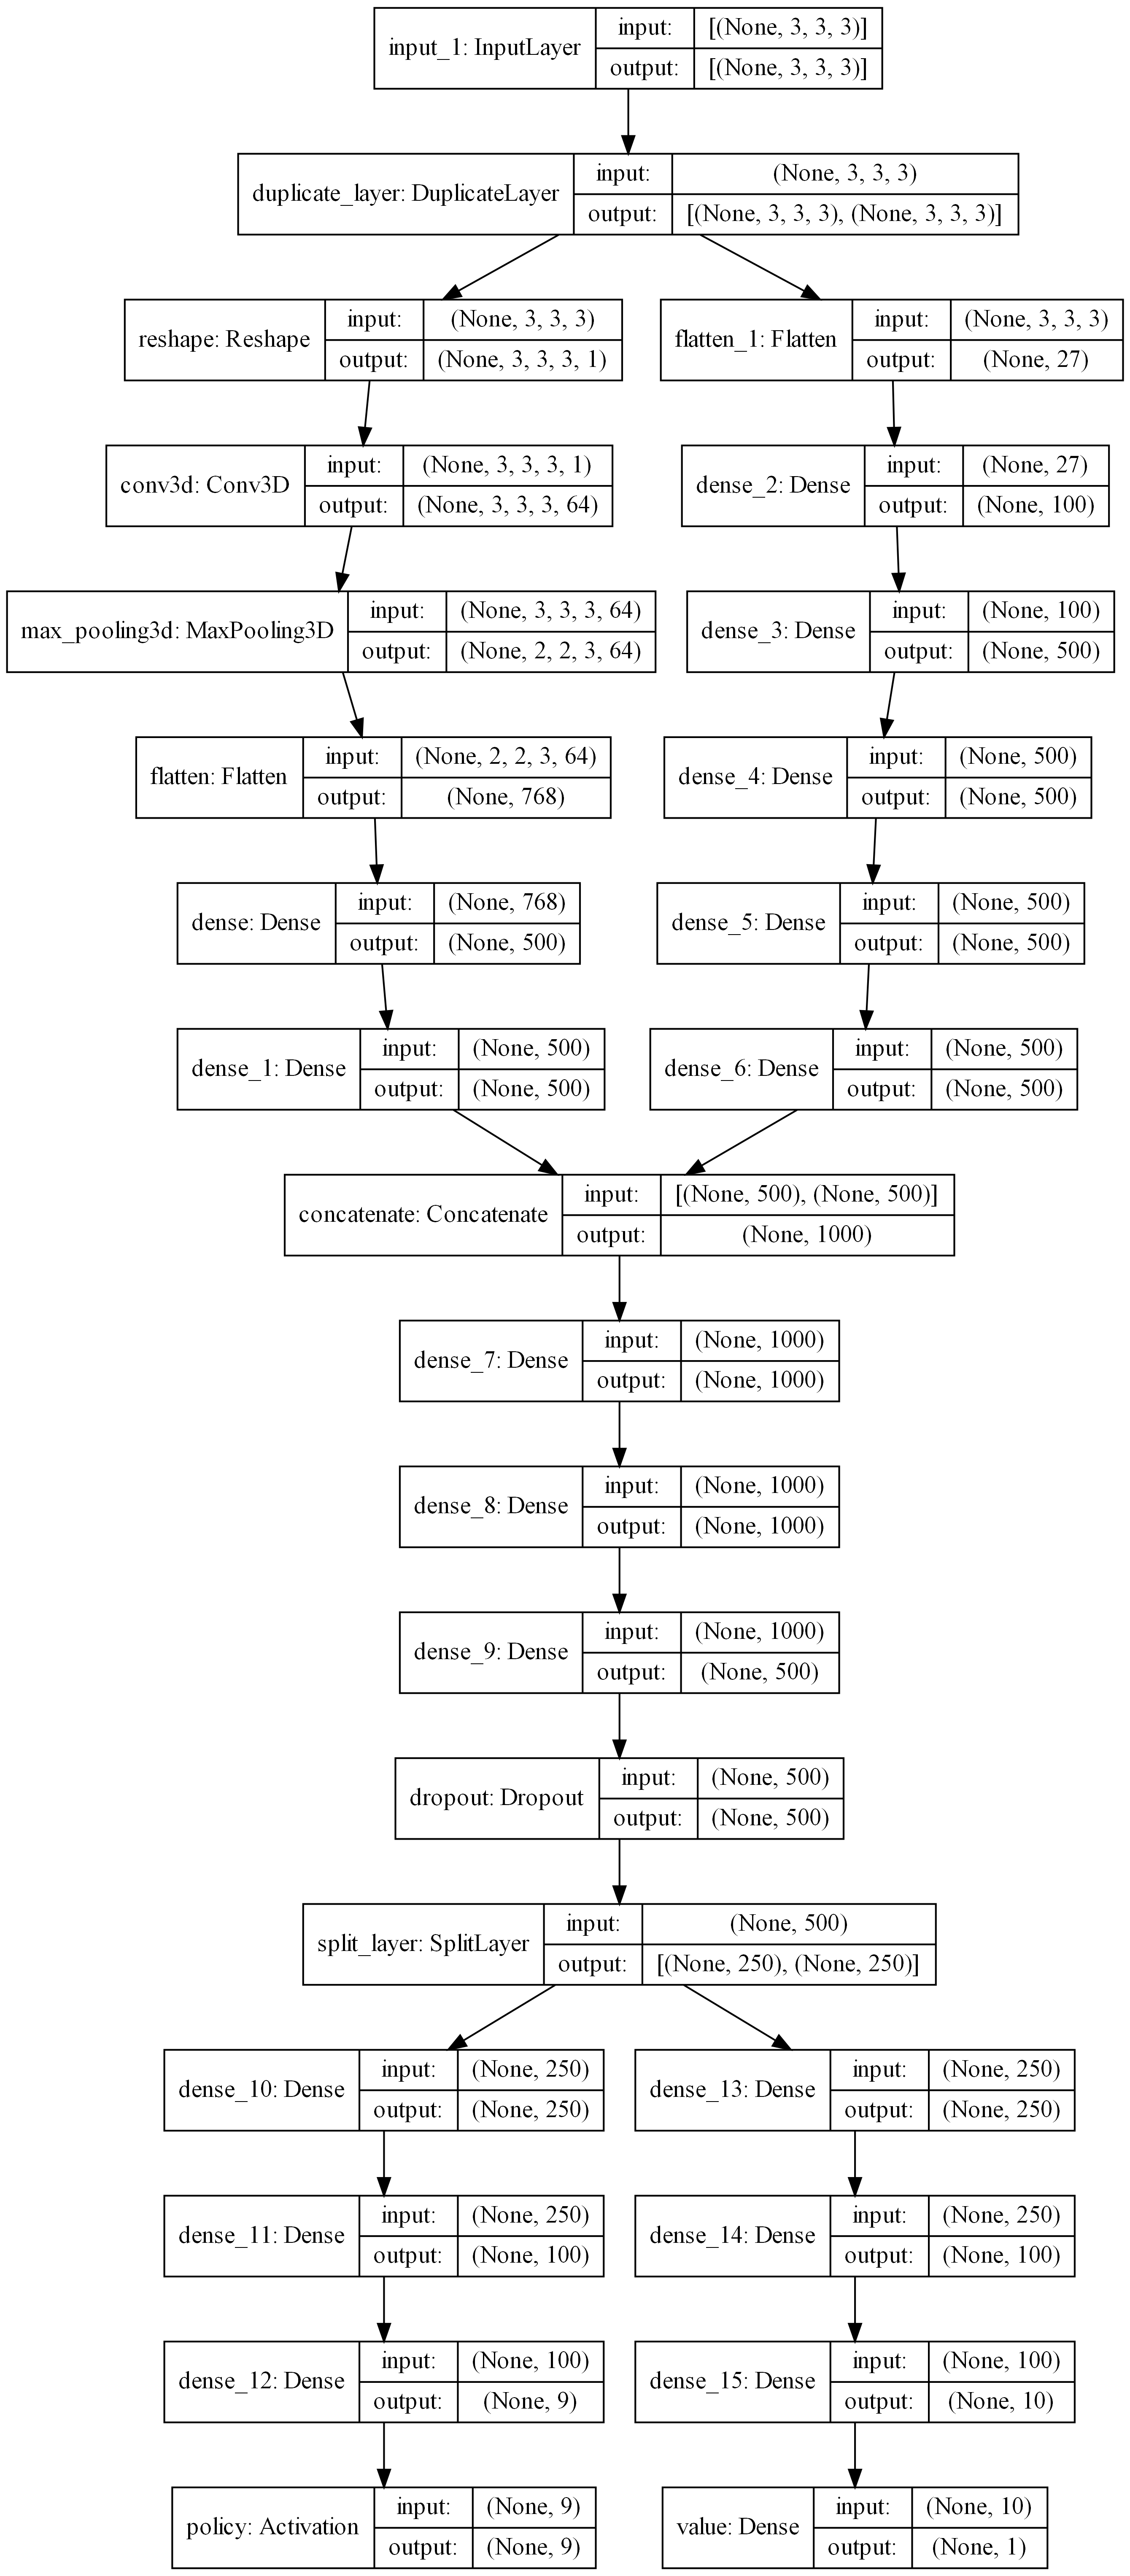 input_1: InputLayer
input: [(None, 3, 3, 3)]
output: [(None, 3, 3, 3)]
duplicate_layer: DuplicateLayer
input: (None, 3, 3, 3)
output: [(None, 3, 3, 3), (None, 3, 3, 3)]
reshape: Reshape
input: (None, 3, 3, 3)
output: (None, 3, 3, 3, 1)
flatten_1: Flatten
input: (None, 3, 3, 3)
output: (None, 27)
conv3d: Conv3D
input: (None, 3, 3, 3, 1)
output: (None, 3, 3, 3, 64)
dense_2: Dense
input: (None, 27)
output: (None, 100)
max_pooling3d: MaxPooling3D
input: (None, 3, 3, 3, 64)
output: (None, 2, 2, 3, 64)
dense_3: Dense
input: (None, 100)
output: (None, 500)
flatten: Flatten
input: (None, 2, 2, 3, 64)
output: (None, 768)
dense_4: Dense
input: (None, 500)
output: (None, 500)
dense: Dense
input: (None, 768)
output: (None, 500)
dense_5: Dense
input: (None, 500)
output: (None, 500)
dense_1: Dense
input: (None, 500)
output: (None, 500)
dense_6: Dense
input: (None, 500)
output: (None, 500)
concatenate: Concatenate
input: [(None, 500), (None, 500)]
output: (None, 1000)
dense_7: Dense
input: (None, 1000)
output: (None, 1000)
dense_8: Dense
input: (None, 1000)
output: (None, 1000)
dense_9: Dense
input: (None, 1000)
output: (None, 500)
dropout: Dropout
input: (None, 500)
output: (None, 500)
split_layer: SplitLayer
input: (None, 500)
output: [(None, 250), (None, 250)]
dense_10: Dense
input: (None, 250)
output: (None, 250)
dense_13: Dense
input: (None, 250)
output: (None, 250)
dense_11: Dense
input: (None, 250)
output: (None, 100)
dense_14: Dense
input: (None, 250)
output: (None, 100)
dense_12: Dense
input: (None, 100)
output: (None, 9)
dense_15: Dense
input: (None, 100)
output: (None, 10)
policy: Activation
input: (None, 9)
output: (None, 9)
value: Dense
input: (None, 10)
output: (None, 1)